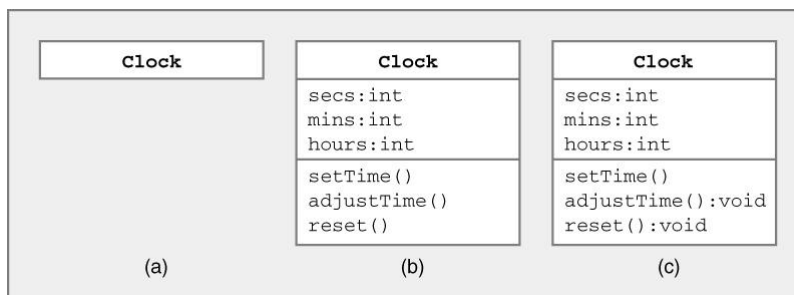 Clock
(a)
Clock
secs:int
mins:int
hours:int
setTime()
adjustTime()
reset()
(b)
Clock
secs:int
mins:int
hours:int
setTime()
adjustTime():void
reset():void
(c)